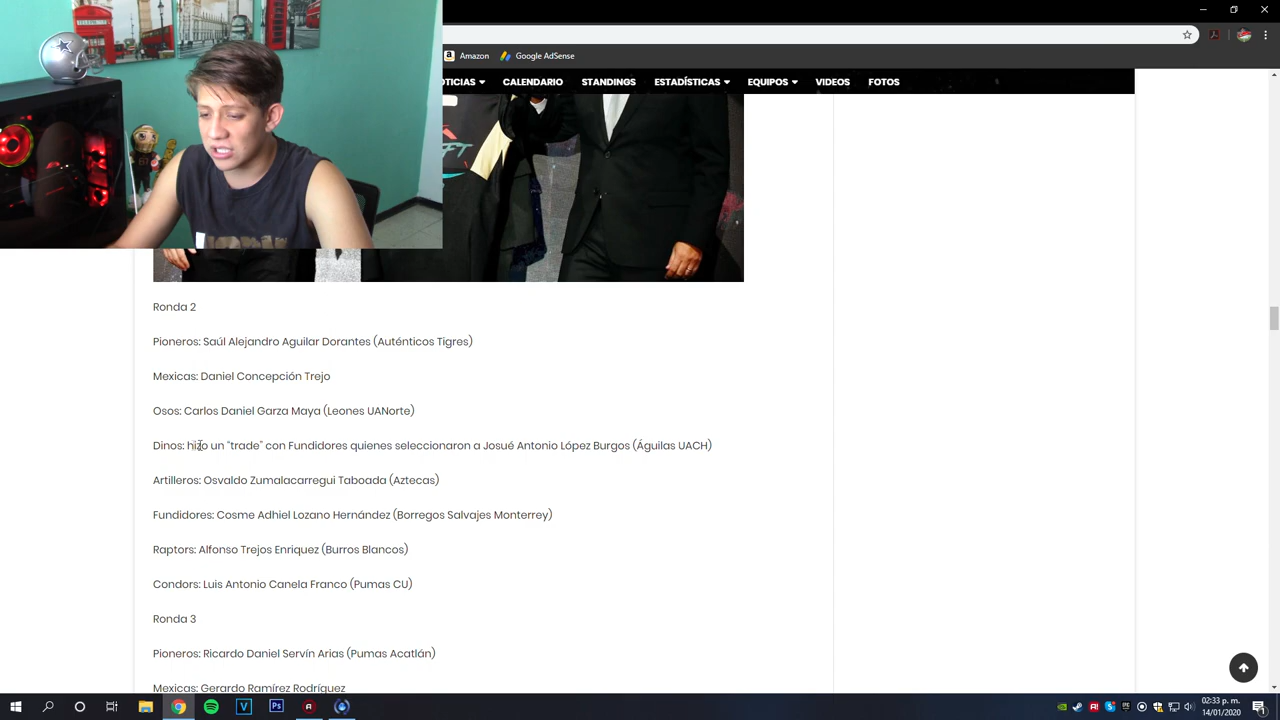 Amazon
Google AdSense
CALENDARIO
STANDINGS
ESTADÍSTICAS
EQUIPOS
VIDEOS
FOTOS
Ronda 2
Pioneros: Saúl Alejandro Aguilar Dorantes (Auténticos Tigres)
Mexicas: Daniel Concepción Trejo
Osos: Carlos Daniel Garza Maya (Leones UANorte)
Dinos: hizo un “trade” con Fundidores quienes seleccionaron a Josué Antonio López Burgos (Águilas UACH)
Artilleros: Osvaldo Zumalacarregui Taboada (Aztecas)
Fundidores: Cosme Adhiel Lozano Hernández (Borregos Salvajes Monterrey)
Raptors: Alfonso Trejos Enriquez (Burros Blancos)
Condors: Luis Antonio Canela Franco (Pumas CU)
Ronda 3
Pioneros: Ricardo Daniel Servín Arias (Pumas Acatlán)
Mexicas: Gerardo Ramírez Rodríguez
02:33 p. m.
14/01/2020